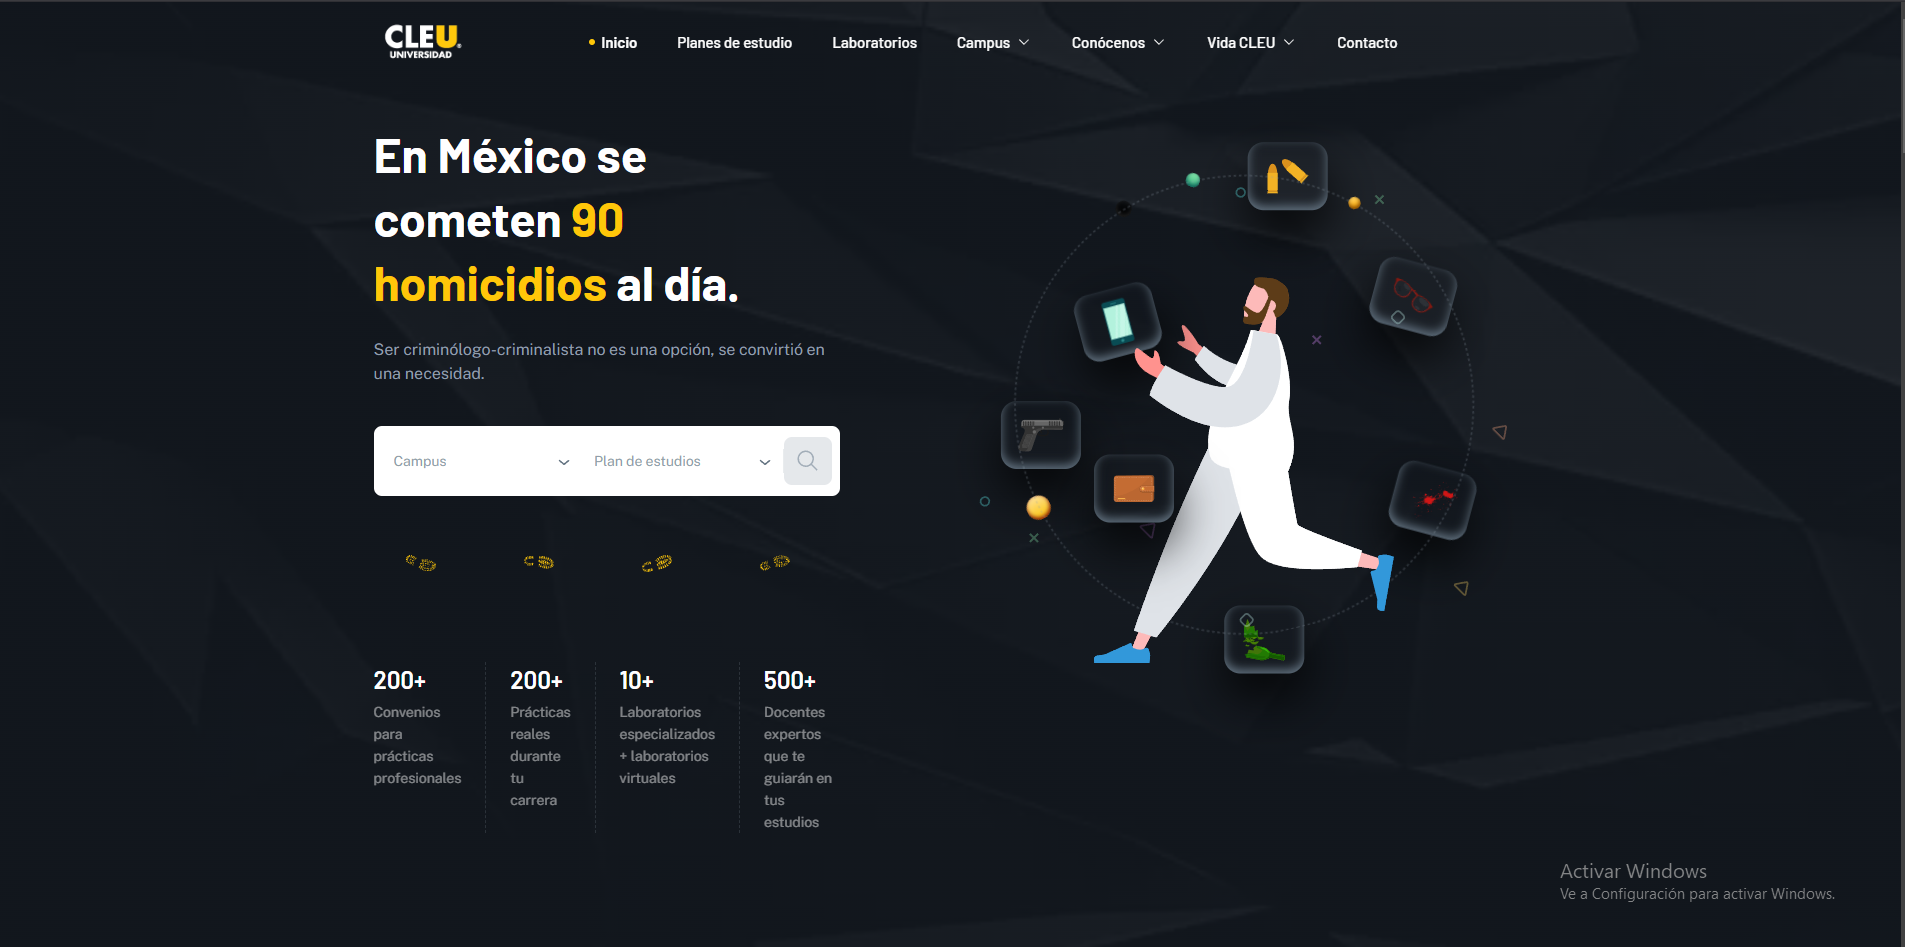 CLEU®
UNIVERSIDAD
Inicio
Planes de estudio
Laboratorios
Campus
Conócenos
Vida CLEU
Contacto
En México se
cometen 90
homicidios al día.
Ser criminólogo-criminalista no es una opción, se convirtió en
una necesidad.
Campus
Plan de estudios
200+
Convenios
para
prácticas
profesionales
200+
Prácticas
reales
durante
tu
carrera
10+
Laboratorios
especializados
+ laboratorios
virtuales
500+
Docentes
expertos
que te
guiarán en
tus
estudios
Activar Windows
Ve a Configuración para activar Windows.